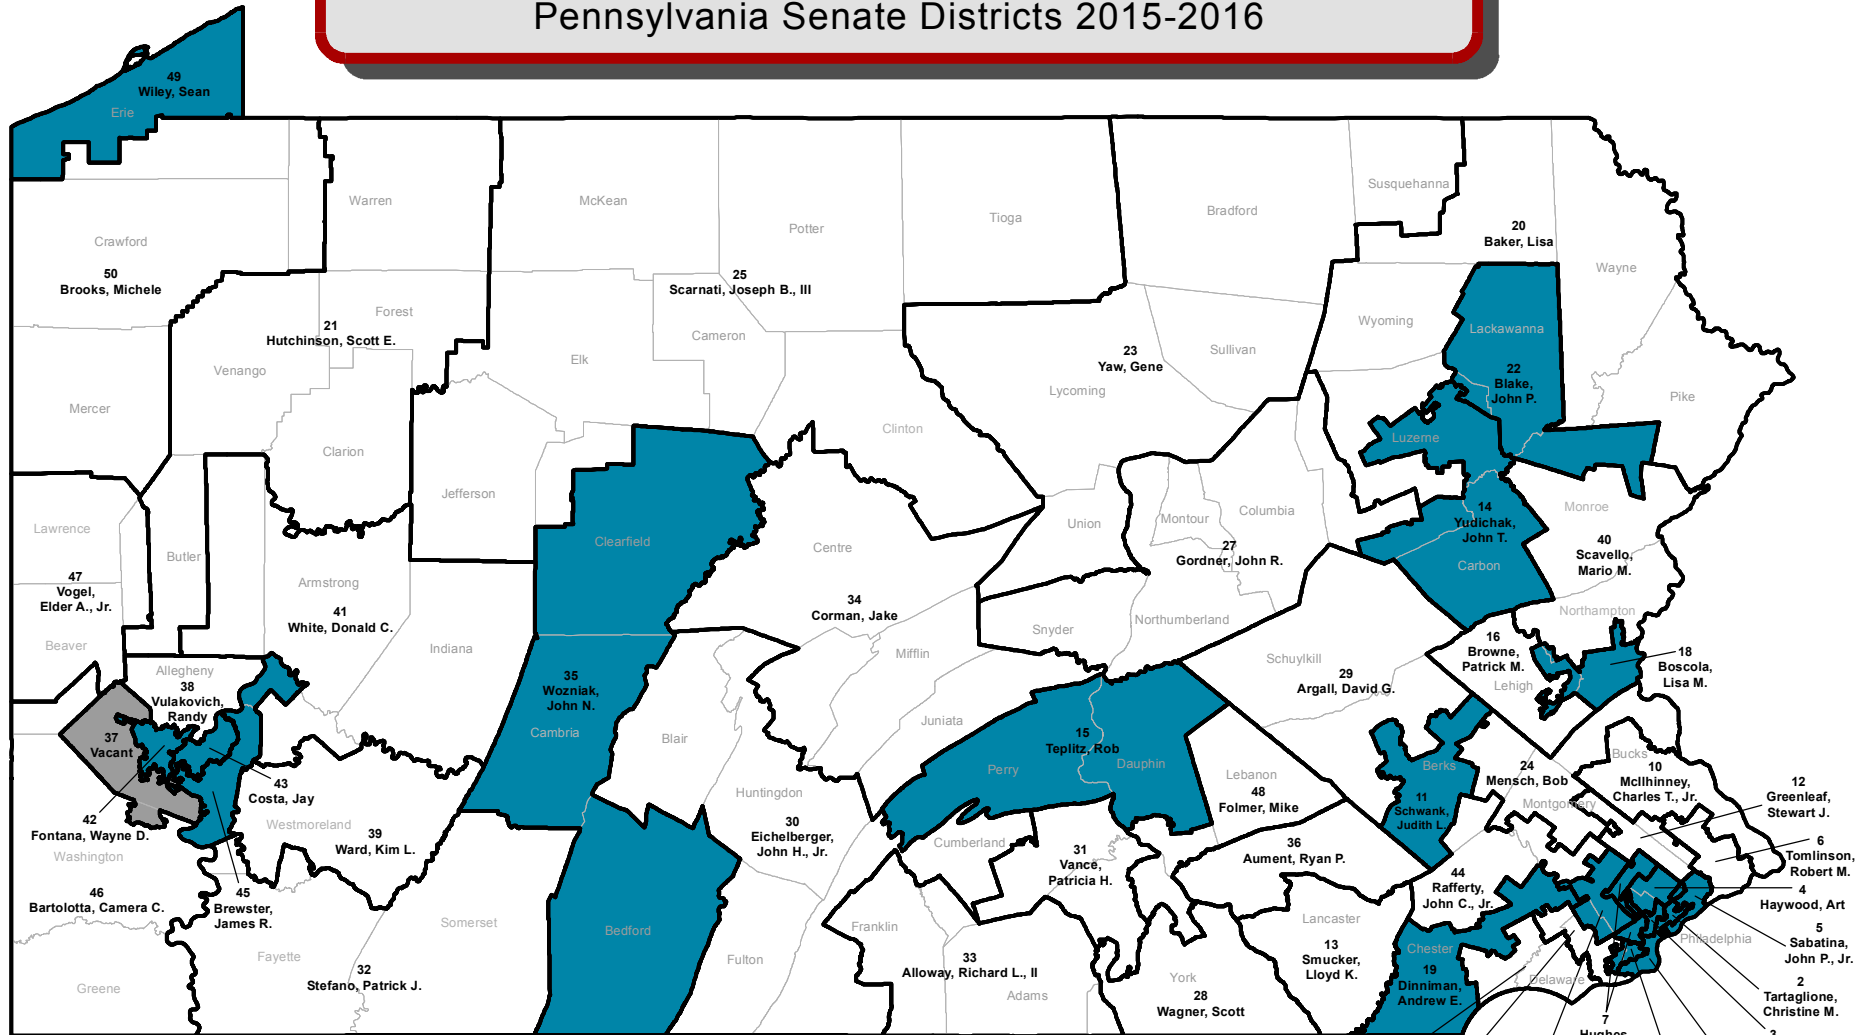 Pennsylvania Senate Districts 2015-2016
49
Wiley, Sean
Erie
Crawford
50
Brooks, Michele
Mercer
Warren
Forest
21
Hutchinson, Scott E.
Venango
Clarion
McKean
Potter
25
Scarnati, Joseph B., III
Cameron
Elk
Jefferson
Clinton
Tioga
Bradford
Susquehanna
20
Baker, Lisa
Wayne
Wyoming
Sullivan
23
Yaw, Gene
Lycoming
Lackawanna
22
Blake,
John P.
Pike
Luzerne
Lawrence
47
Vogel,
Elder A., Jr.
Beaver
Butler
Armstrong
41
White, Donald C.
Indiana
Clearfield
Centre
34
Corman, Jake
Union
Montour
Columbia
27
Gordner, John R.
Snyder
Northumberland
14
Yudichak,
John T.
Carbon
Monroe
40
Scavello,
Mario M.
Northampton
16
Browne,
Patrick M.
Lehigh
18
Boscola,
Lisa M.
Schuylkill
29
Argall, David G.
Allegheny
38
Vulakovich,
Randy
37
Vacant
43
Costa, Jay
42
Fontana, Wayne D.
Washington
46
Bartolotta, Camera C.
45
Brewster,
James R.
Westmoreland
39
Ward, Kim L.
35
Wozniak,
John N.
Cambria
Blair
Mifflin
Juniata
Huntingdon
30
Eichelberger,
John H., Jr.
15
Teplitz, Rob
Perry
Dauphin
Lebanon
48
Folmer, Mike
Berks
11
Schwank,
Judith L.
24
Mensch, Bob
Montgomery
Bucks
10
McIlhinney,
Charles T., Jr.
12
Greenleaf,
Stewart J.
6
Tomlinson,
Robert M.
4
Haywood, Art
5
Sabatina,
John P., Jr.
2
Tartaglione,
Christine M.
3
Philadelphia
Cumberland
31
Vance,
Patricia H.
36
Aument, Ryan P.
44
Rafferty,
John C., Jr.
Lancaster
13
Smucker,
Lloyd K.
Chester
19
Dinniman,
Andrew E.
Delaware
7
Hughes
Greene
Fayette
32
Stefano, Patrick J.
Somerset
Bedford
Fulton
Franklin
33
Alloway, Richard L., II
Adams
York
28
Wagner, Scott